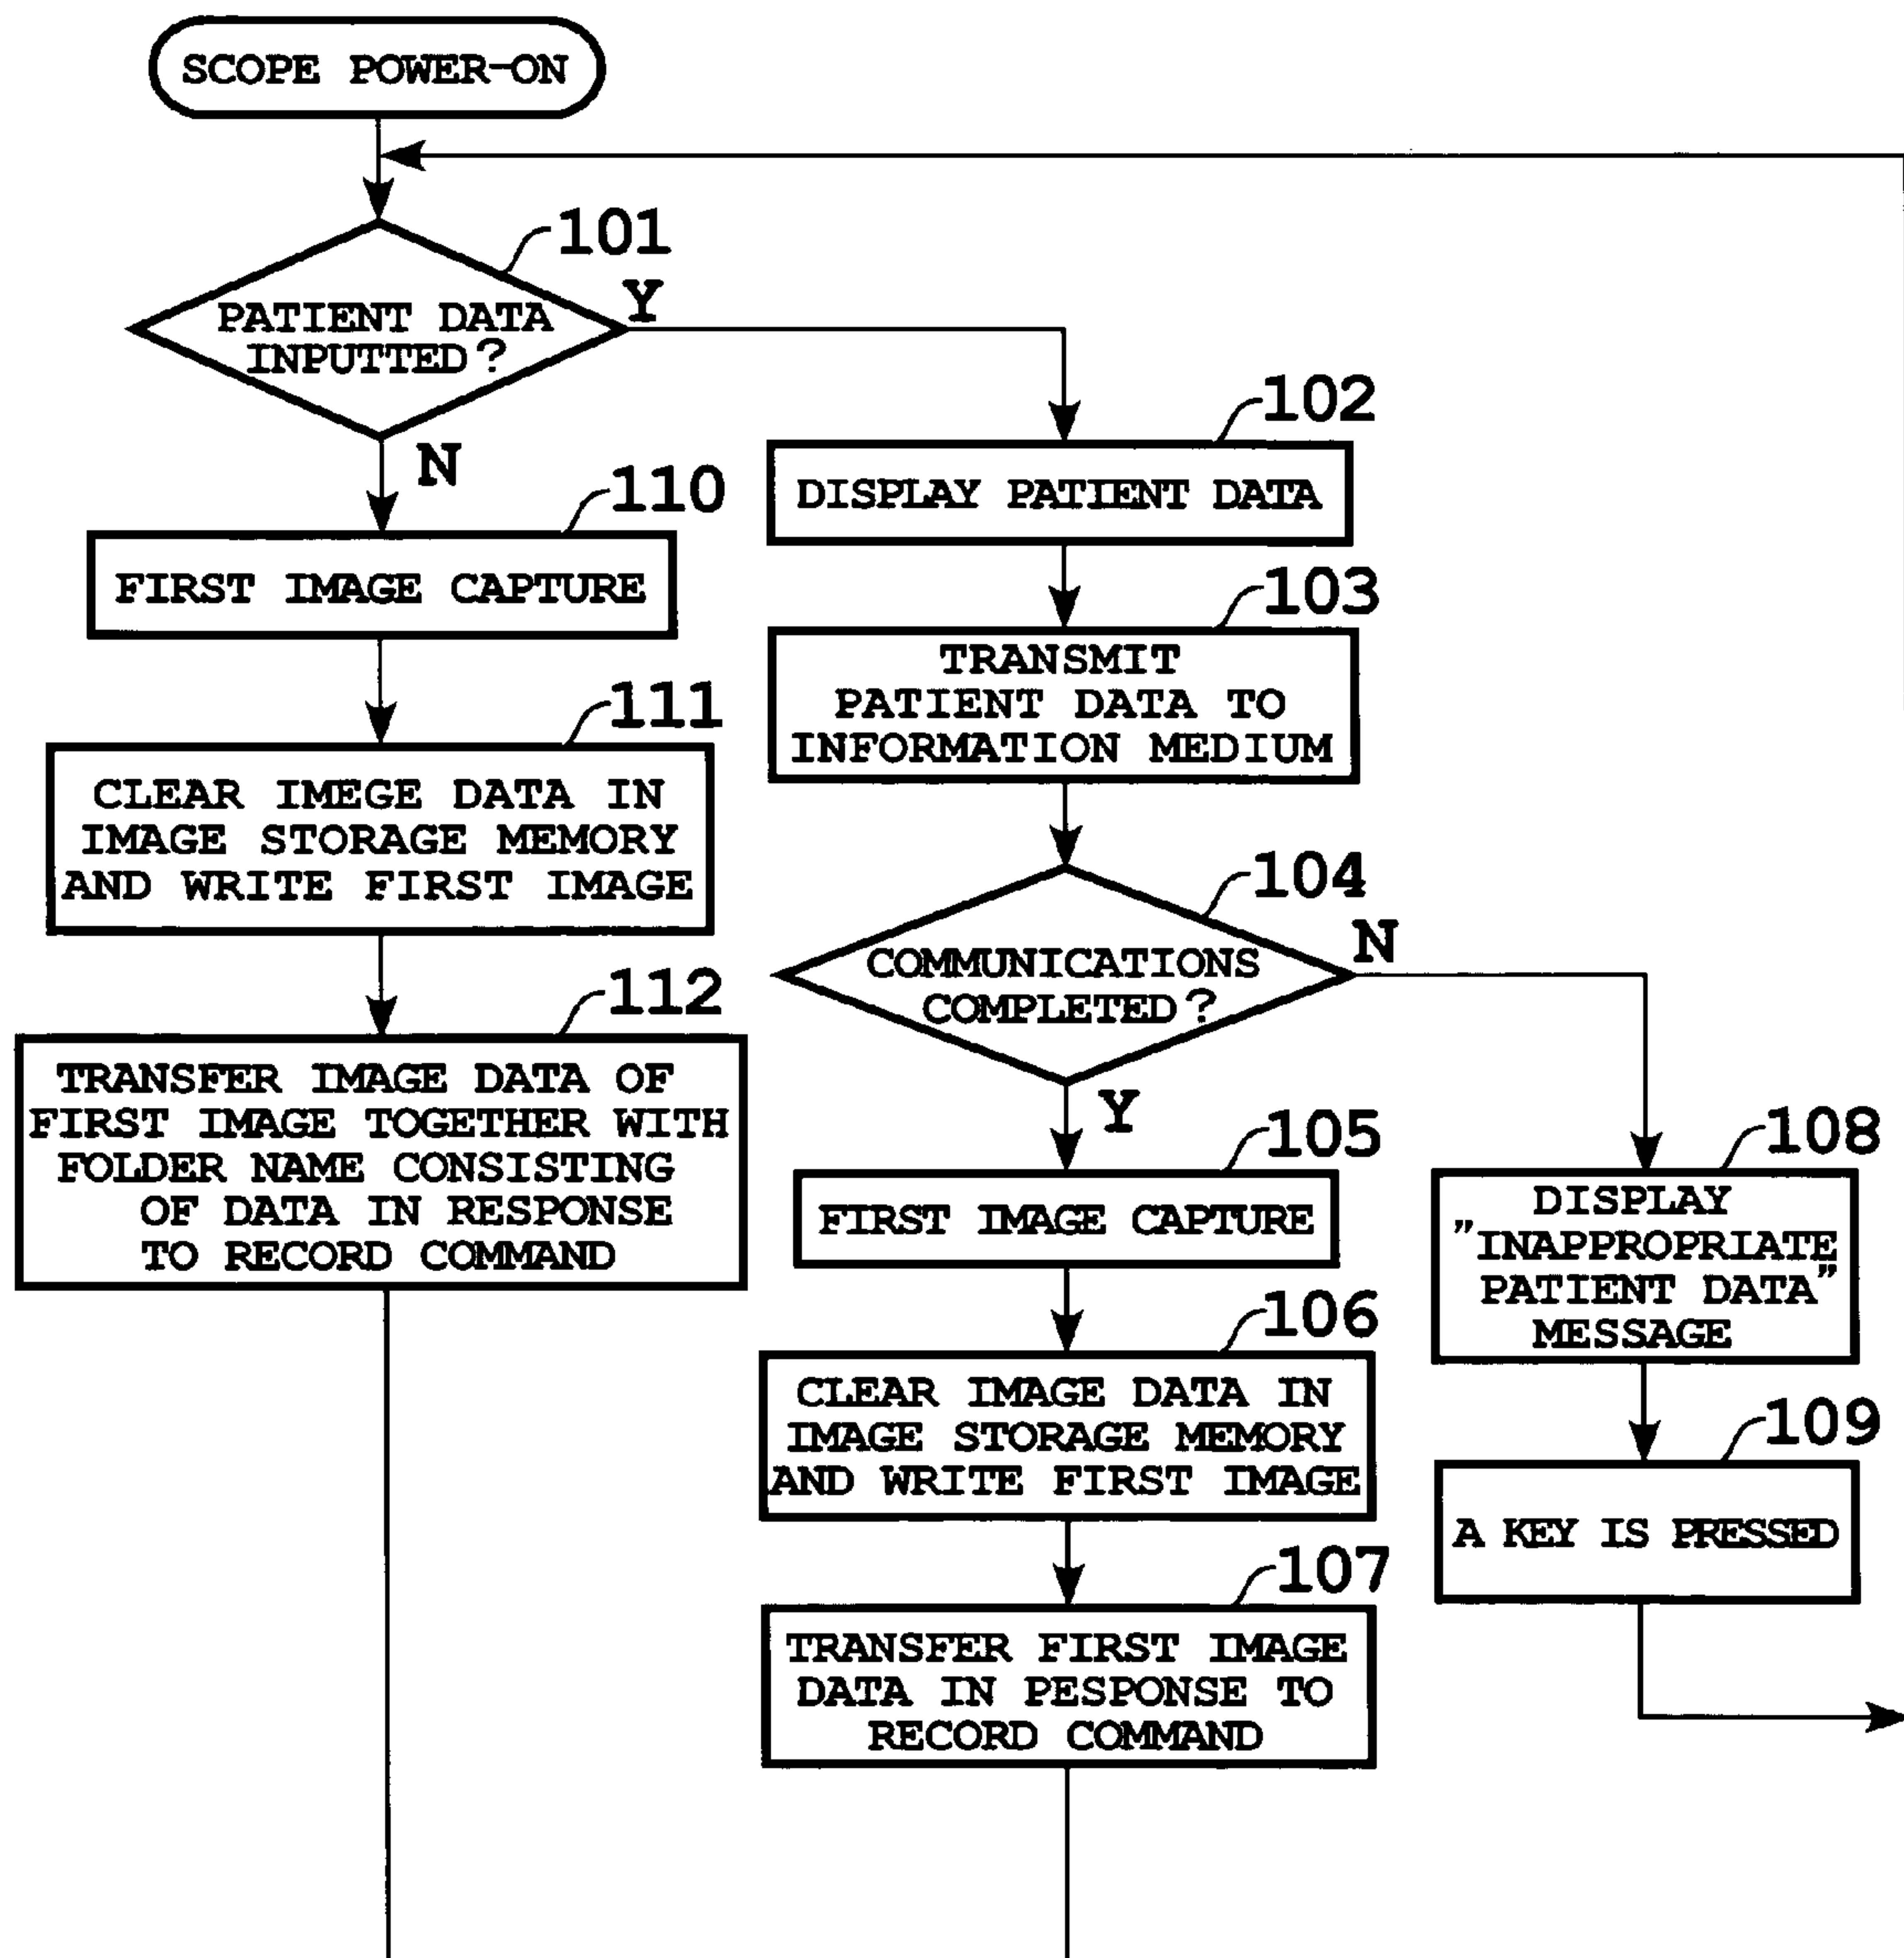 SCOPE POWER-ON
101
PATIENT DATA
INPUTTED?
Y
N
102
DISPLAY PATIENT DATA
110
FIRST IMAGE CAPTURE
103
TRANSMIT
PATIENT DATA TO
INFORMATION MEDIUM
111
CLEAR IMEGE DATA IN
IMAGE STORAGE MEMORY
AND WRITE FIRST IMAGE
104
COMMUNICATIONS
COMPLETED?
N
Y
112
TRANSFER IMAGE DATA OF
FIRST IMAGE TOGETHER WITH
FOLDER NAME CONSISTING
OF DATA IN RESPONSE
TO RECORD COMMAND
105
FIRST IMAGE CAPTURE
108
DISPLAY
"INAPPROPRIATE
PATIENT DATA"
MESSAGE
106
CLEAR IMAGE DATA IN
IMAGE STORAGE MEMORY
AND WRITE FIRST IMAGE
109
A KEY IS PRESSED
107
TRANSFER FIRST IMAGE
DATA IN PESPONSE TO
RECORD COMMAND